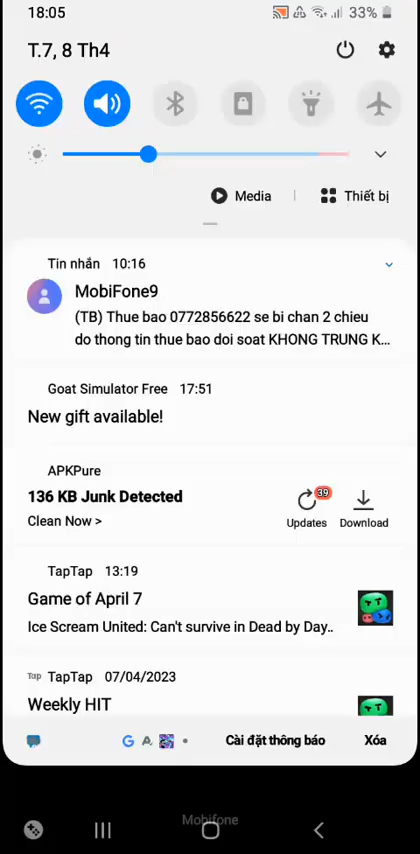 18:05 33%
T.7, 8 Th4
Media | Thiết bị
Tin nhắn 10:16
MobiFone9
(TB) Thue bao 0772856622 se bi chan 2 chieu
do thong tin thue bao doi soat KHONG TRUNG K...
Goat Simulator Free 17:51
New gift available!
APKPure
136 KB Junk Detected
Clean Now >
39
Updates Download
TapTap 13:19
Game of April 7
Ice Scream United: Can't survive in Dead by Day..
Tap TapTap 07/04/2023
Weekly HIT
Cài đặt thông báo Xóa
Mobifone